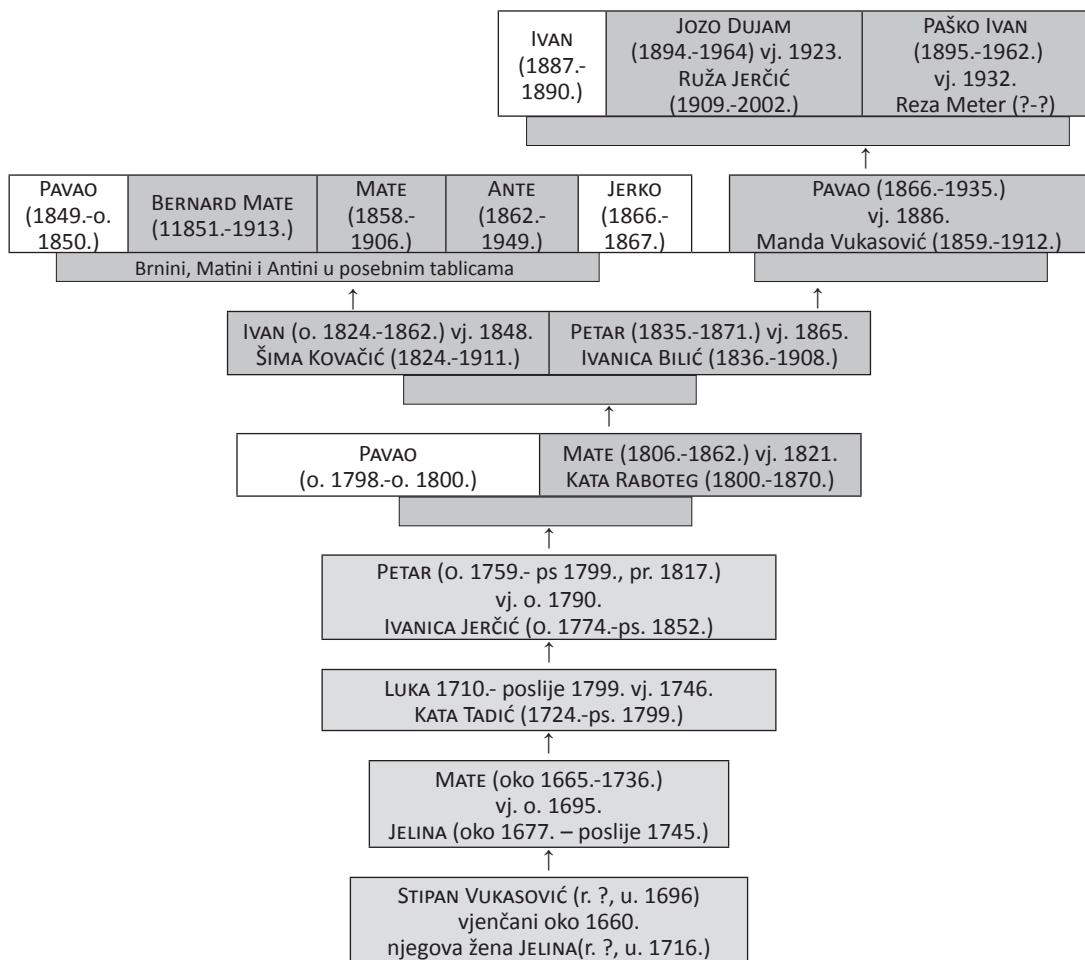 Ivan
(1887.-
1890.)
Jozo Dujam
(1894.-1964) vj. 1923.
Ruža Jerčić
(1909.-2002.)
Paško Ivan
(1895.-1962.)
vj. 1932.
Reza Meter (?-?)
↑
Pavao
(1849.-o.
1850.)
Bernard Mate
(11851.-1913.)
Mate
(1858.-
1906.)
Ante
(1862.-
1949.)
Jerko
(1866.-
1867.)
Pavao (1866.-1935.)
vj. 1886.
Manda Vukasović (1859.-1912.)
Brnini, Matini i Antini u posebnim tablicama
↑
↑
Ivan (o. 1824.-1862.) vj. 1848.
Šima Kovačić (1824.-1911.)
Petar (1835.-1871.) vj. 1865.
Ivanica Bilić (1836.-1908.)
↑
Pavao
(o. 1798.-o. 1800.)
Mate (1806.-1862.) vj. 1821.
Kata Raboteg (1800.-1870.)
↑
Petar (o. 1759.- ps 1799., pr. 1817.)
vj. o. 1790.
Ivanica Jerčić (o. 1774.-ps. 1852.)
↑
Luka 1710.- poslije 1799. vj. 1746.
Kata Tadić (1724.-ps. 1799.)
↑
Mate (oko 1665.-1736.)
vj. o. 1695.
Jelina (oko 1677. – poslije 1745.)
↑
Stipan Vukasović (r. ?, u. 1696)
vjenčani oko 1660.
njegova žena Jelina(r. ?, u. 1716.)